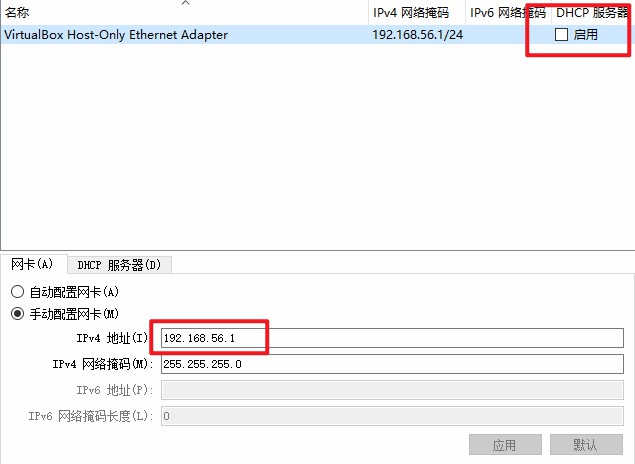 名称 IPv4 网络掩码 IPv6 网络掩码 DHCP 服务器
VirtualBox Host-Only Ethernet Adapter 192.168.56.1/24 启用
网卡(A) DHCP 服务器(D)
自动配置网卡(A)
手动配置网卡(M)
IPv4 地址(I) 192.168.56.1
IPv4 网络掩码(M): 255.255.255.0
IPv6 地址(P):
IPv6 网络掩码长度(L): 0
应用 默认